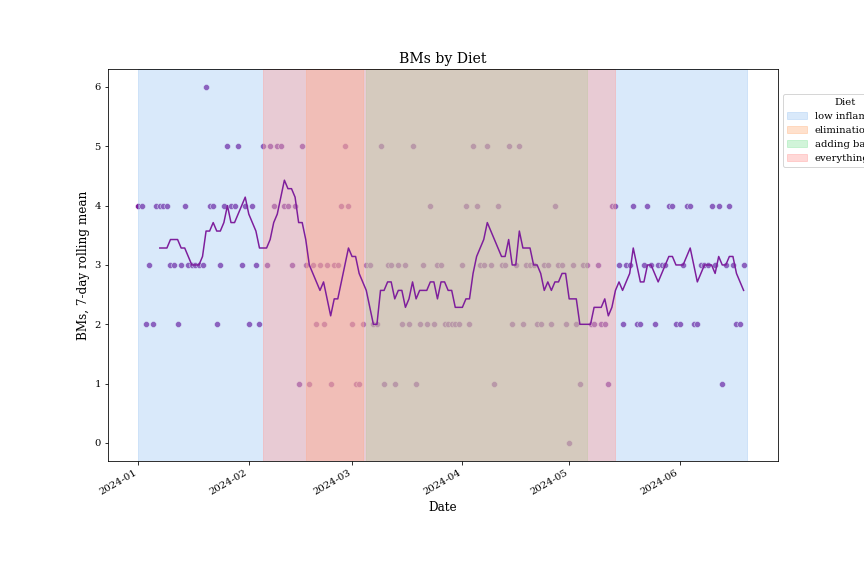 BMs by Diet
BMs, 7-day rolling mean
6
5
4
3
2
1
0
2024-01
2024-02
2024-03
2024-04
2024-05
2024-06
Date
Diet
low inflam
eliminatio
adding ba
everything